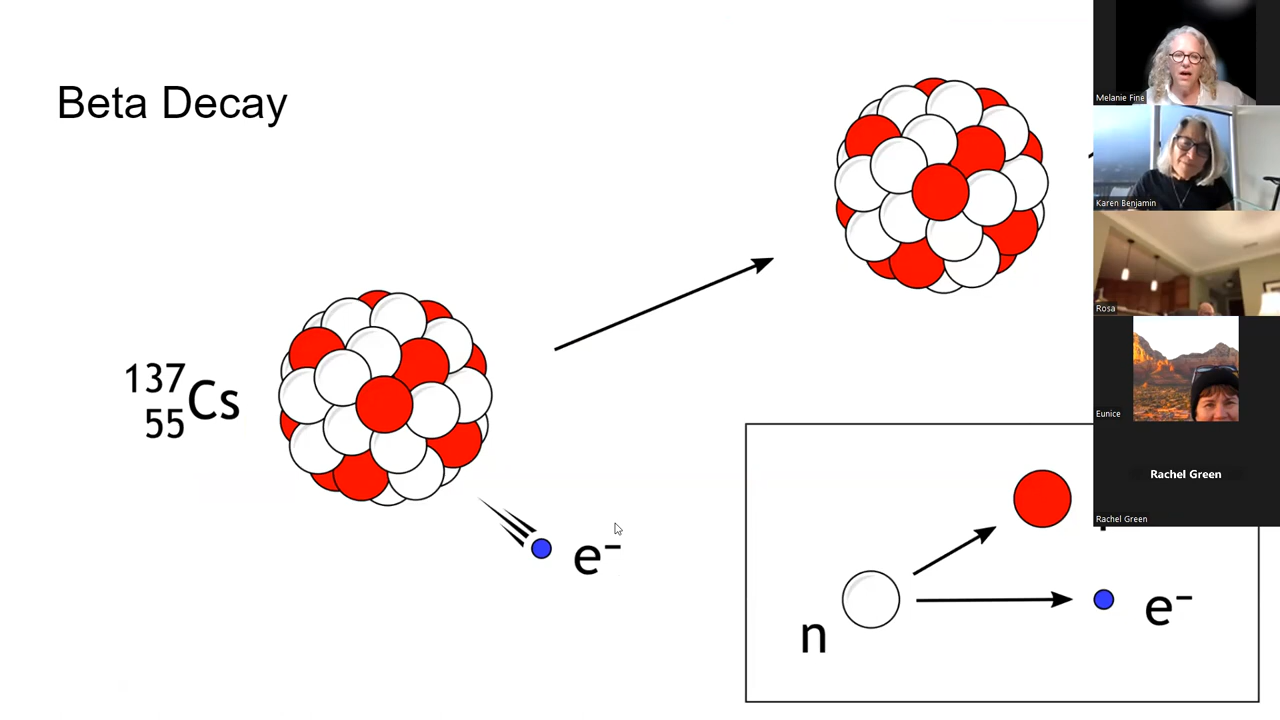 Beta Decay
137
55 Cs
e−
n
e−
Melanie Fine
Karen Benjamin
Rosa
Eunice
Rachel Green
Rachel Green